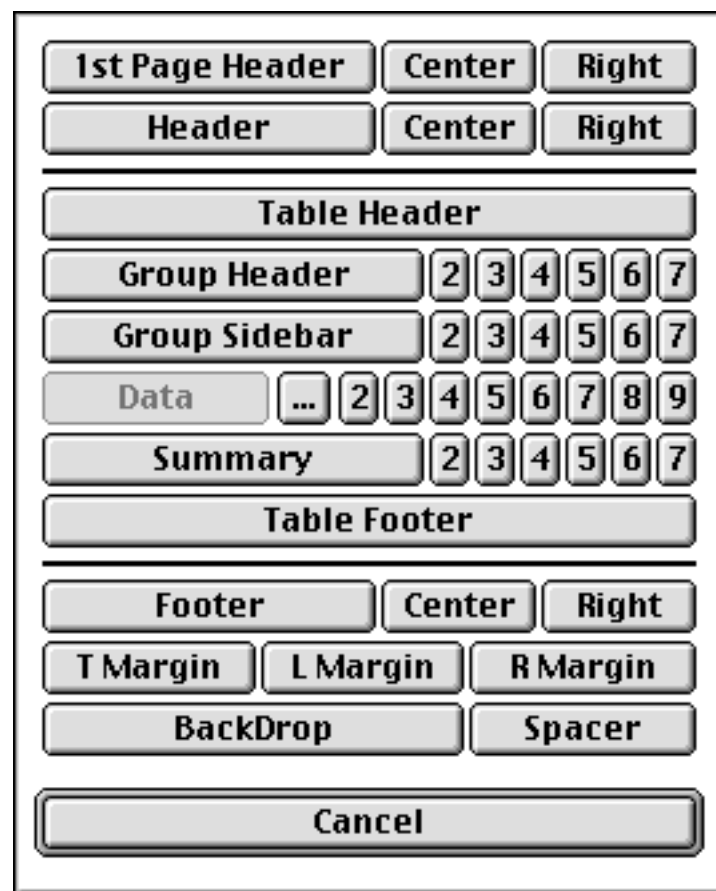 1st Page Header Center Right
Header Center Right
Table Header
Group Header 2 3 4 5 6 7
Group Sidebar 2 3 4 5 6 7
Data ... 2 3 4 5 6 7 8 9
Summary 2 3 4 5 6 7
Table Footer
Footer Center Right
T Margin L Margin R Margin
BackDrop Spacer
Cancel